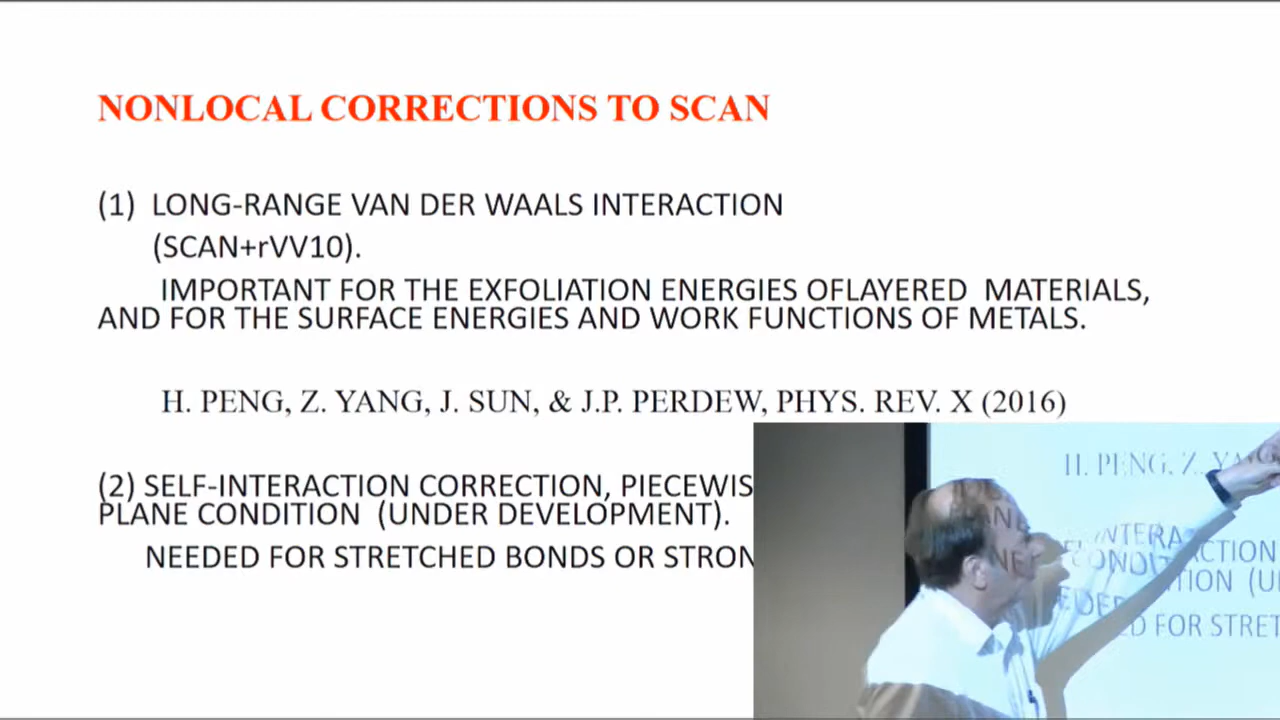 NONLOCAL CORRECTIONS TO SCAN
(1) LONG-RANGE VAN DER WAALS INTERACTION
(SCAN+rVV10).
IMPORTANT FOR THE EXFOLIATION ENERGIES OFLAYERED MATERIALS,
AND FOR THE SURFACE ENERGIES AND WORK FUNCTIONS OF METALS.
H. PENG, Z. YANG, J. SUN, & J.P. PERDEW, PHYS. REV. X (2016)
(2) SELF-INTERACTION CORRECTION, PIECEWIS
PLANE CONDITION (UNDER DEVELOPMENT).
NEEDED FOR STRETCHED BONDS OR STRON
H. PENG, Z. YANG
INTERACTION
CONDITION (U
FOR STRET